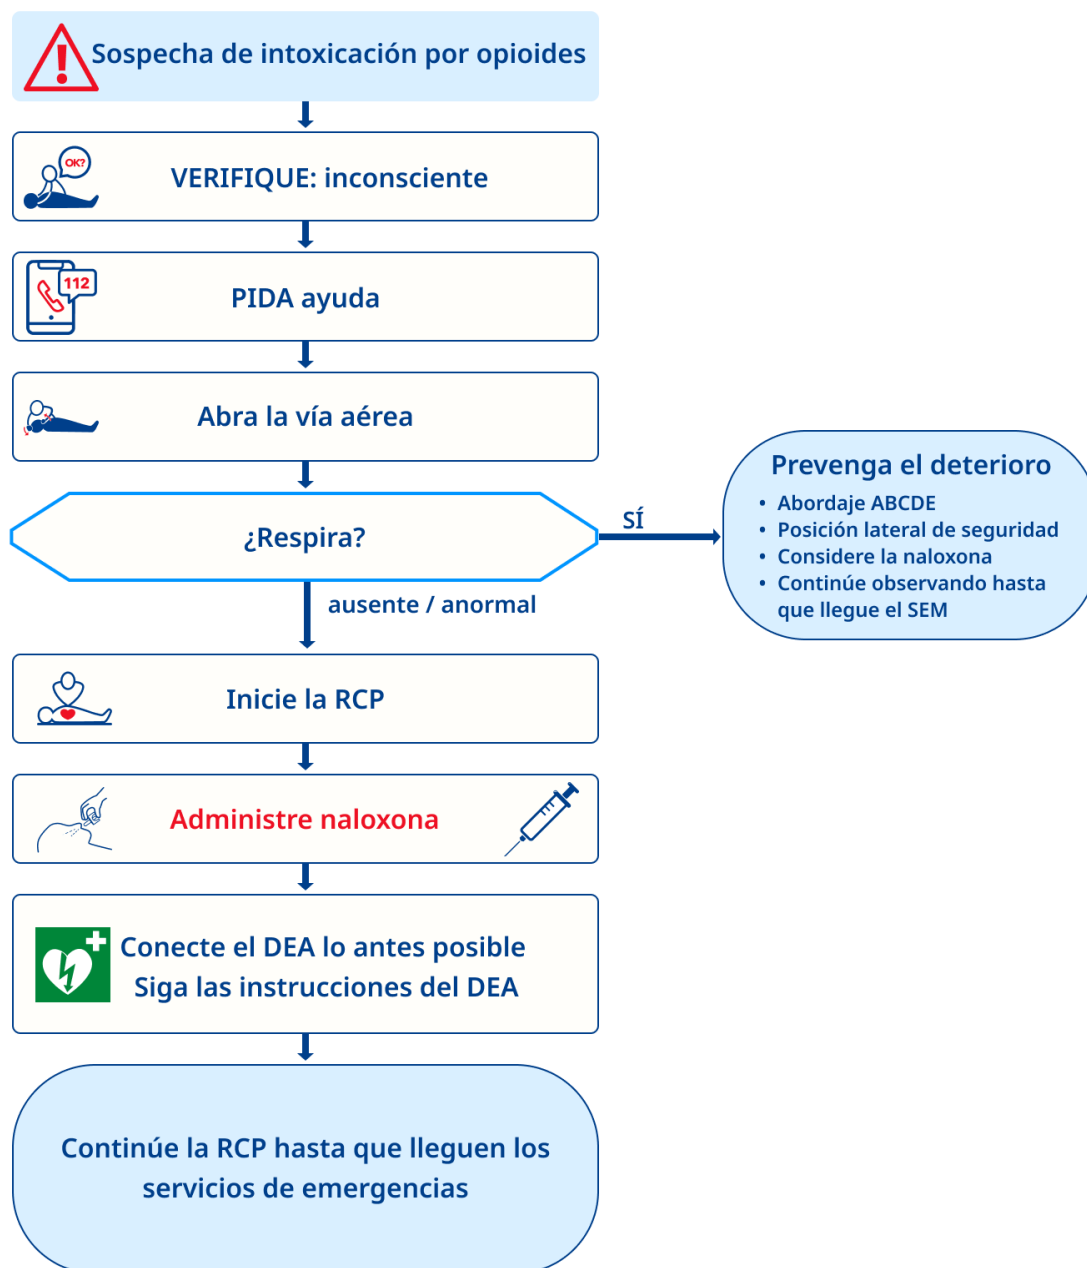 Sospecha de intoxicación por opioides
OK?
VERIFIQUE: inconsciente
112
PIDA ayuda
Abra la vía aérea
¿Respira?
SÍ
Prevenga el deterioro
• Abordaje ABCDE
• Posición lateral de seguridad
• Considere la naloxona
• Continúe observando hasta
que llegue el SEM
ausente / anormal
Inicie la RCP
Administre naloxona
Conecte el DEA lo antes posible
Siga las instrucciones del DEA
Continúe la RCP hasta que lleguen los
servicios de emergencias